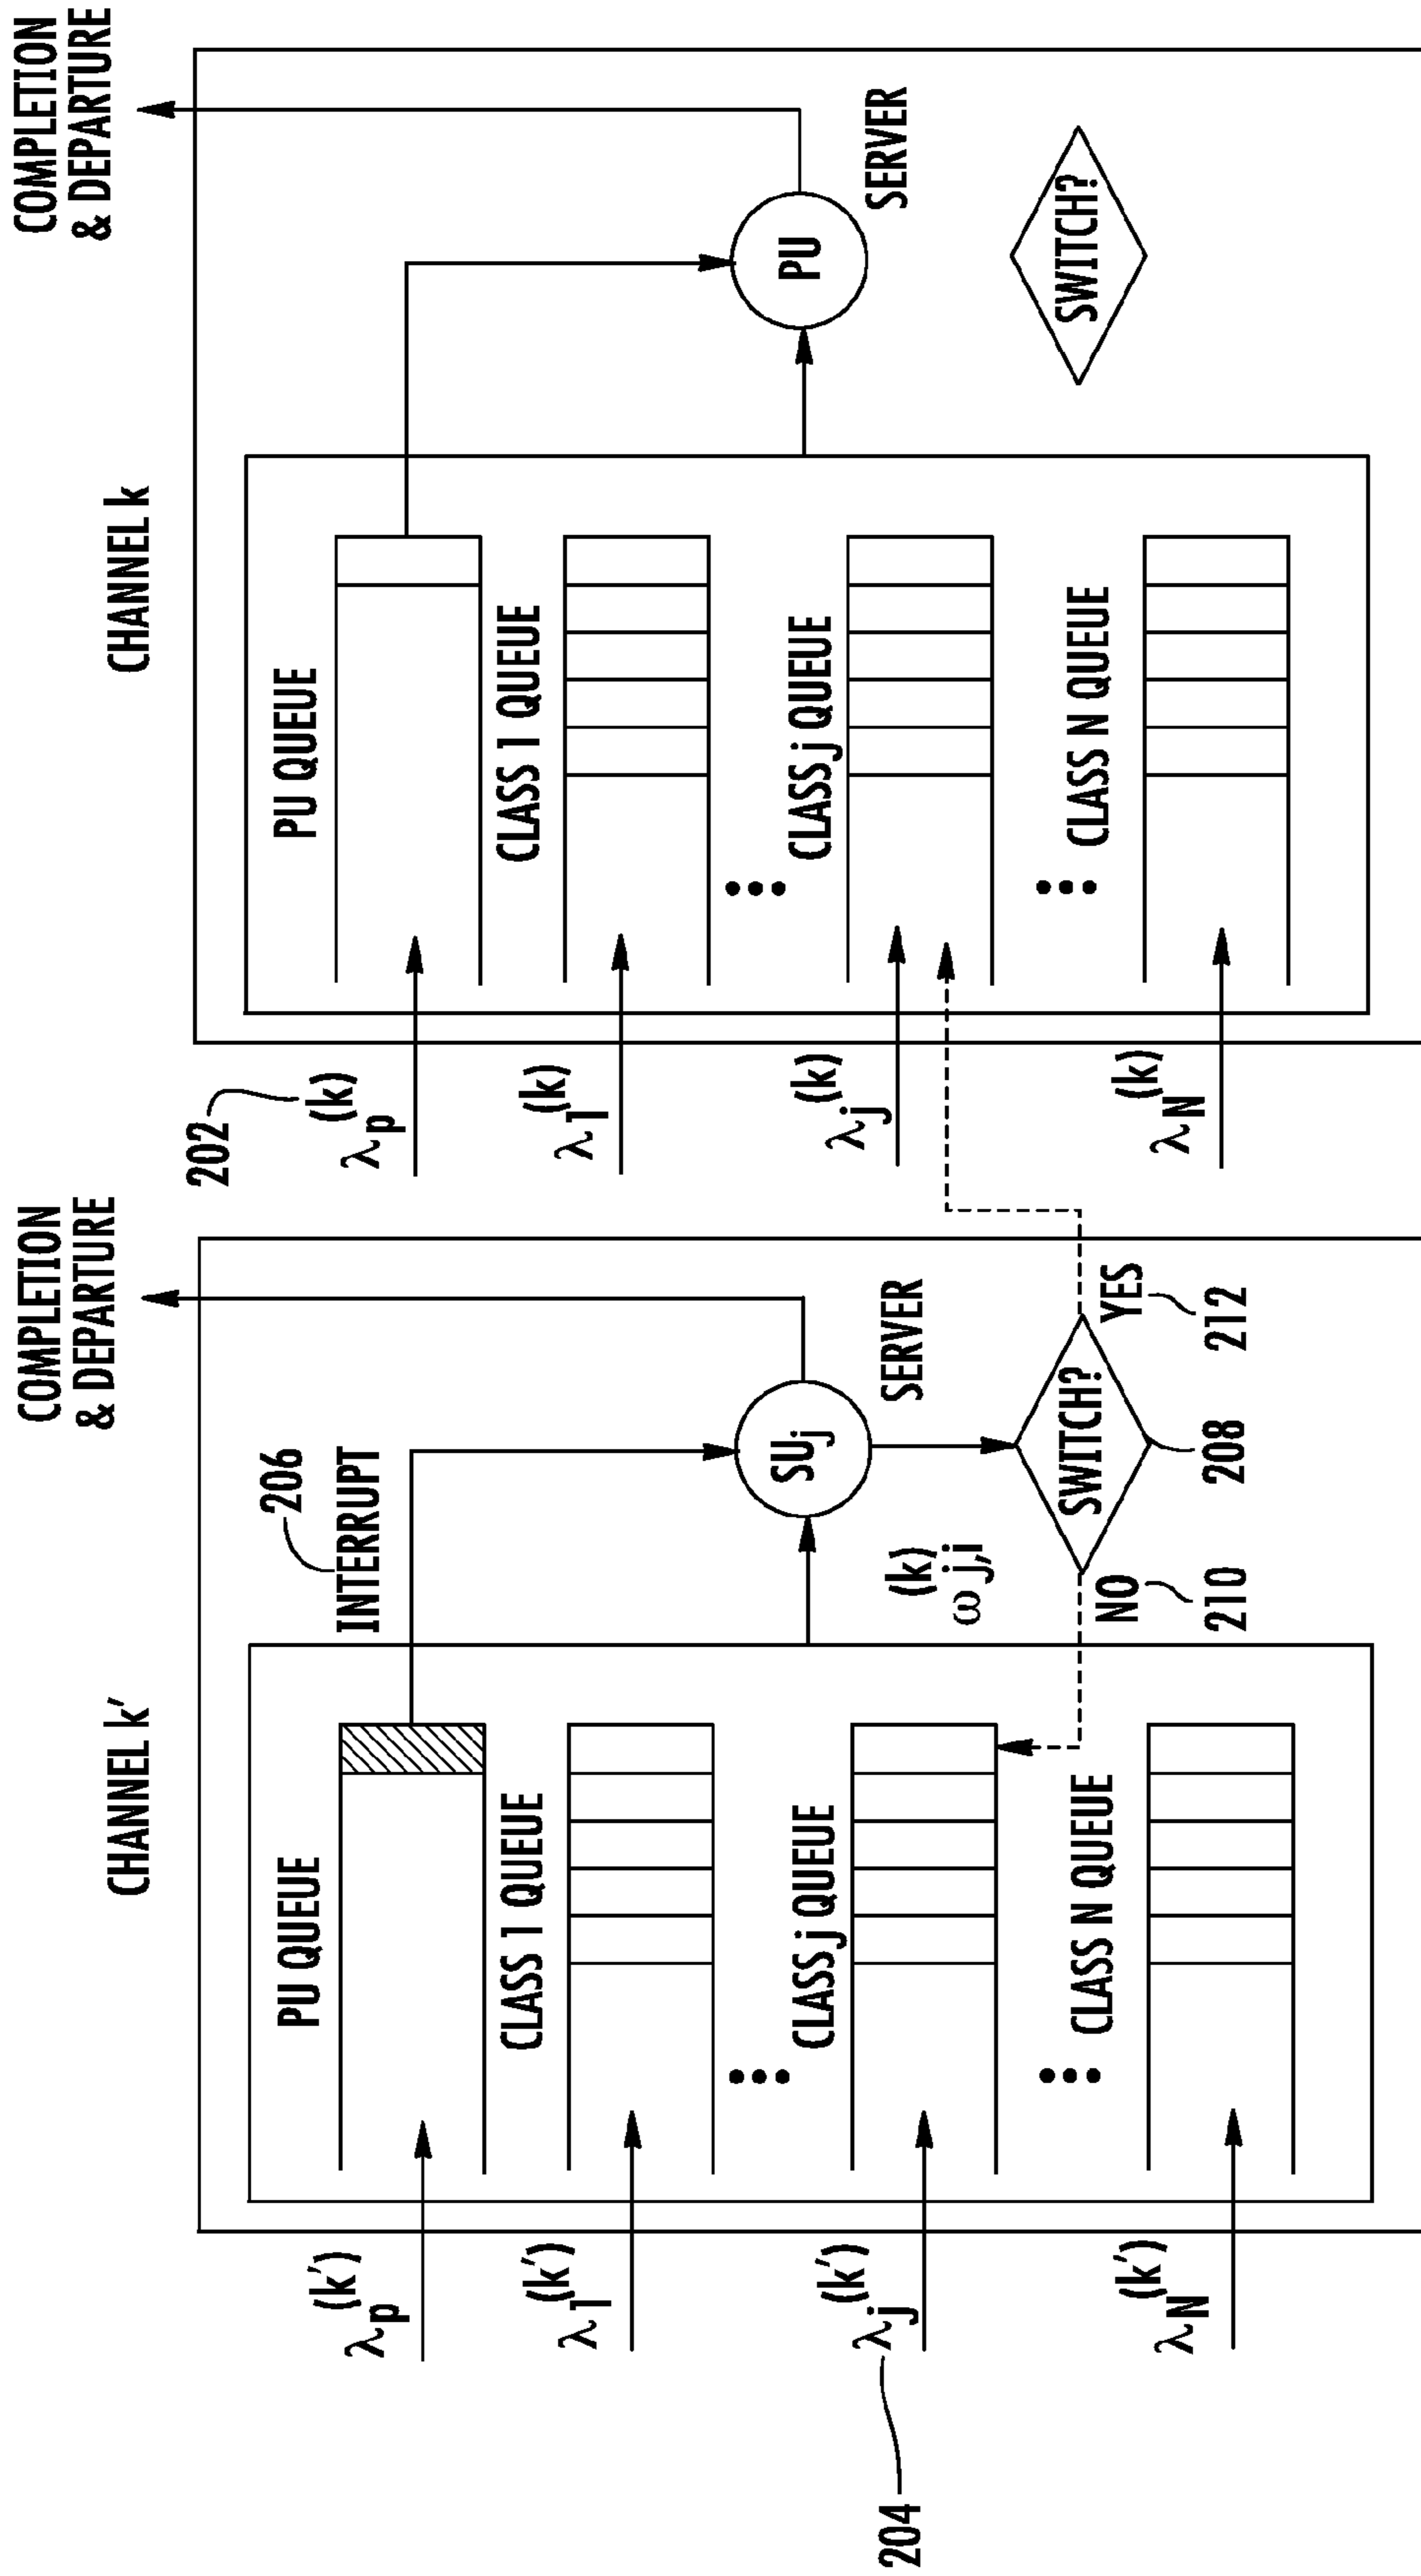 CHANNEL k'
COMPLETION
& DEPARTURE
206
INTERRUPT
PU QUEUE
λp(k')
CLASS 1 QUEUE
λ1(k')
SUj
SERVER
CLASS j QUEUE
λj(k')
204
ωj,i(k)
SWITCH?
NO
YES
210
208
212
CLASS N QUEUE
λN(k')
CHANNEL k
COMPLETION
& DEPARTURE
202
PU QUEUE
λp(k)
CLASS 1 QUEUE
λ1(k)
PU
SERVER
CLASS j QUEUE
λj(k)
SWITCH?
CLASS N QUEUE
λN(k)